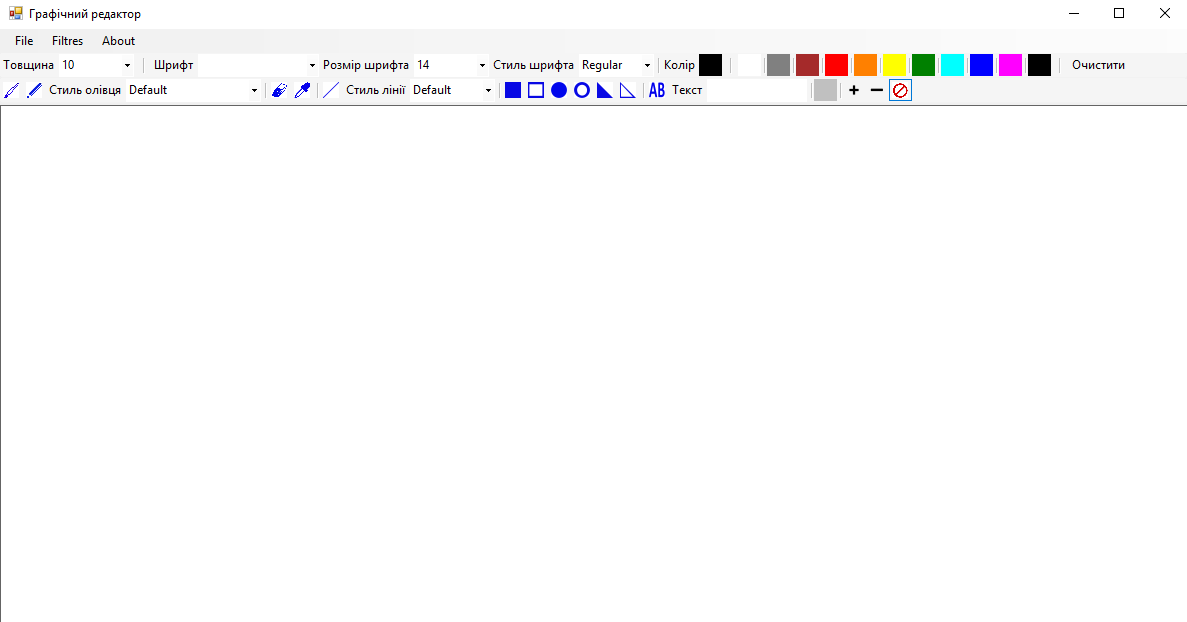 Графічний редактор
File Filtres About
Товщина 10 Шрифт Розмір шрифта 14 Стиль шрифта Regular Колір Очистити
Стиль олівця Default Стиль лінії Default AB Текст